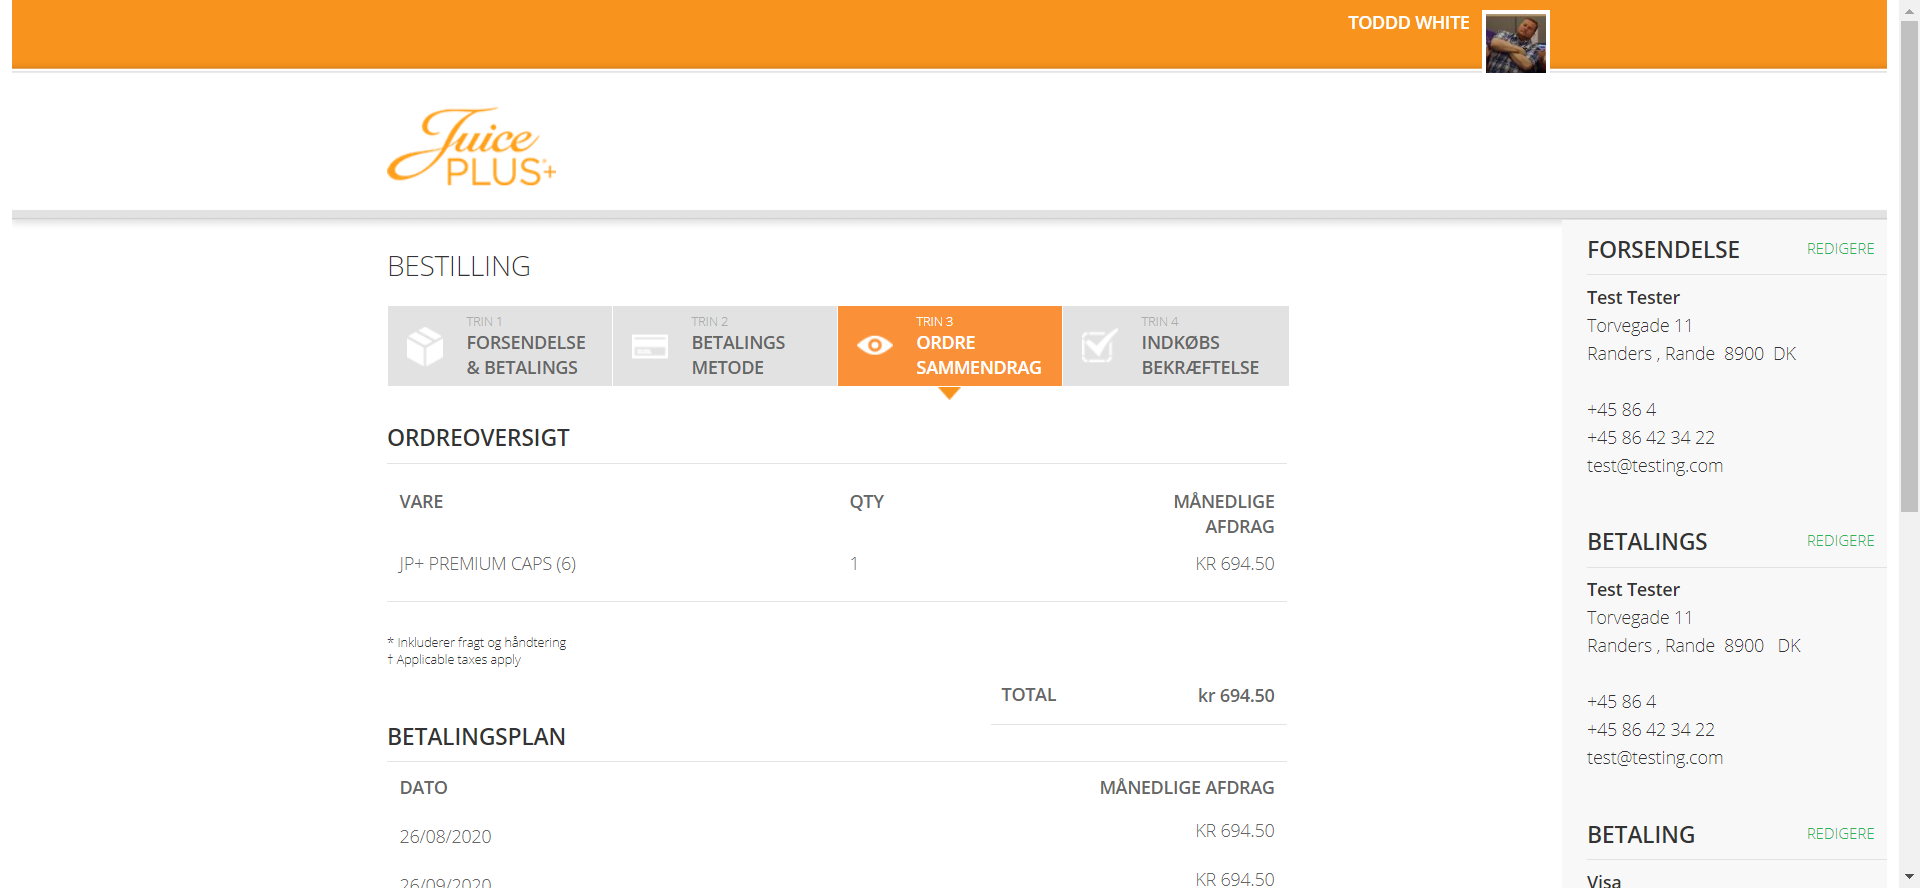 TODDD WHITE
Juice
PLUS+
BESTILLING
TRIN 1
FORSENDELSE
& BETALINGS
TRIN 2
BETALINGS
METODE
TRIN 3
ORDRE
SAMMENDRAG
TRIN 4
INDKØBS
BEKRÆFTELSE
ORDREOVERSIGT
VARE QTY MÅNEDLIGE
AFDRAG
JP+ PREMIUM CAPS (6) 1 KR 694.50
* Inkluderer fragt og håndtering
† Applicable taxes apply
TOTAL kr 694.50
BETALINGSPLAN
DATO MÅNEDLIGE AFDRAG
26/08/2020 KR 694.50
26/09/2020 KR 694.50
FORSENDELSE REDIGERE
Test Tester
Torvegade 11
Randers , Rande 8900 DK
+45 86 4
+45 86 42 34 22
test@testing.com
BETALINGS REDIGERE
Test Tester
Torvegade 11
Randers , Rande 8900 DK
+45 86 4
+45 86 42 34 22
test@testing.com
BETALING REDIGERE
Visa